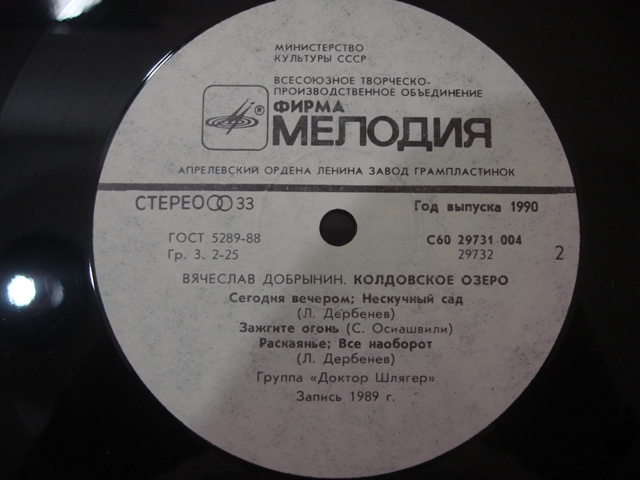 МИНИСТЕРСТВО
КУЛЬТУРЫ СССР
ВСЕСОЮЗНОЕ ТВОРЧЕСКО-
ПРОИЗВОДСТВЕННОЕ ОБЪЕДИНЕНИЕ
® ФИРМА
МЕЛОДИЯ
АПРЕЛЕВСКИЙ ОРДЕНА ЛЕНИНА ЗАВОД ГРАМПЛАСТИНОК
СТЕРЕО 33 Год выпуска 1990
ГОСТ 5289-88 С60 29731 004
Гр. 3. 2-25 29732 2
ВЯЧЕСЛАВ ДОБРЫНИН. КОЛДОВСКОЕ ОЗЕРО
Сегодня вечером; Нескучный сад
(Л. Дербенев)
Зажгите огонь (С. Осиашвили)
Раскаянье; Все наоборот
(Л. Дербенев)
Группа «Доктор Шлягер»
Запись 1989 г.